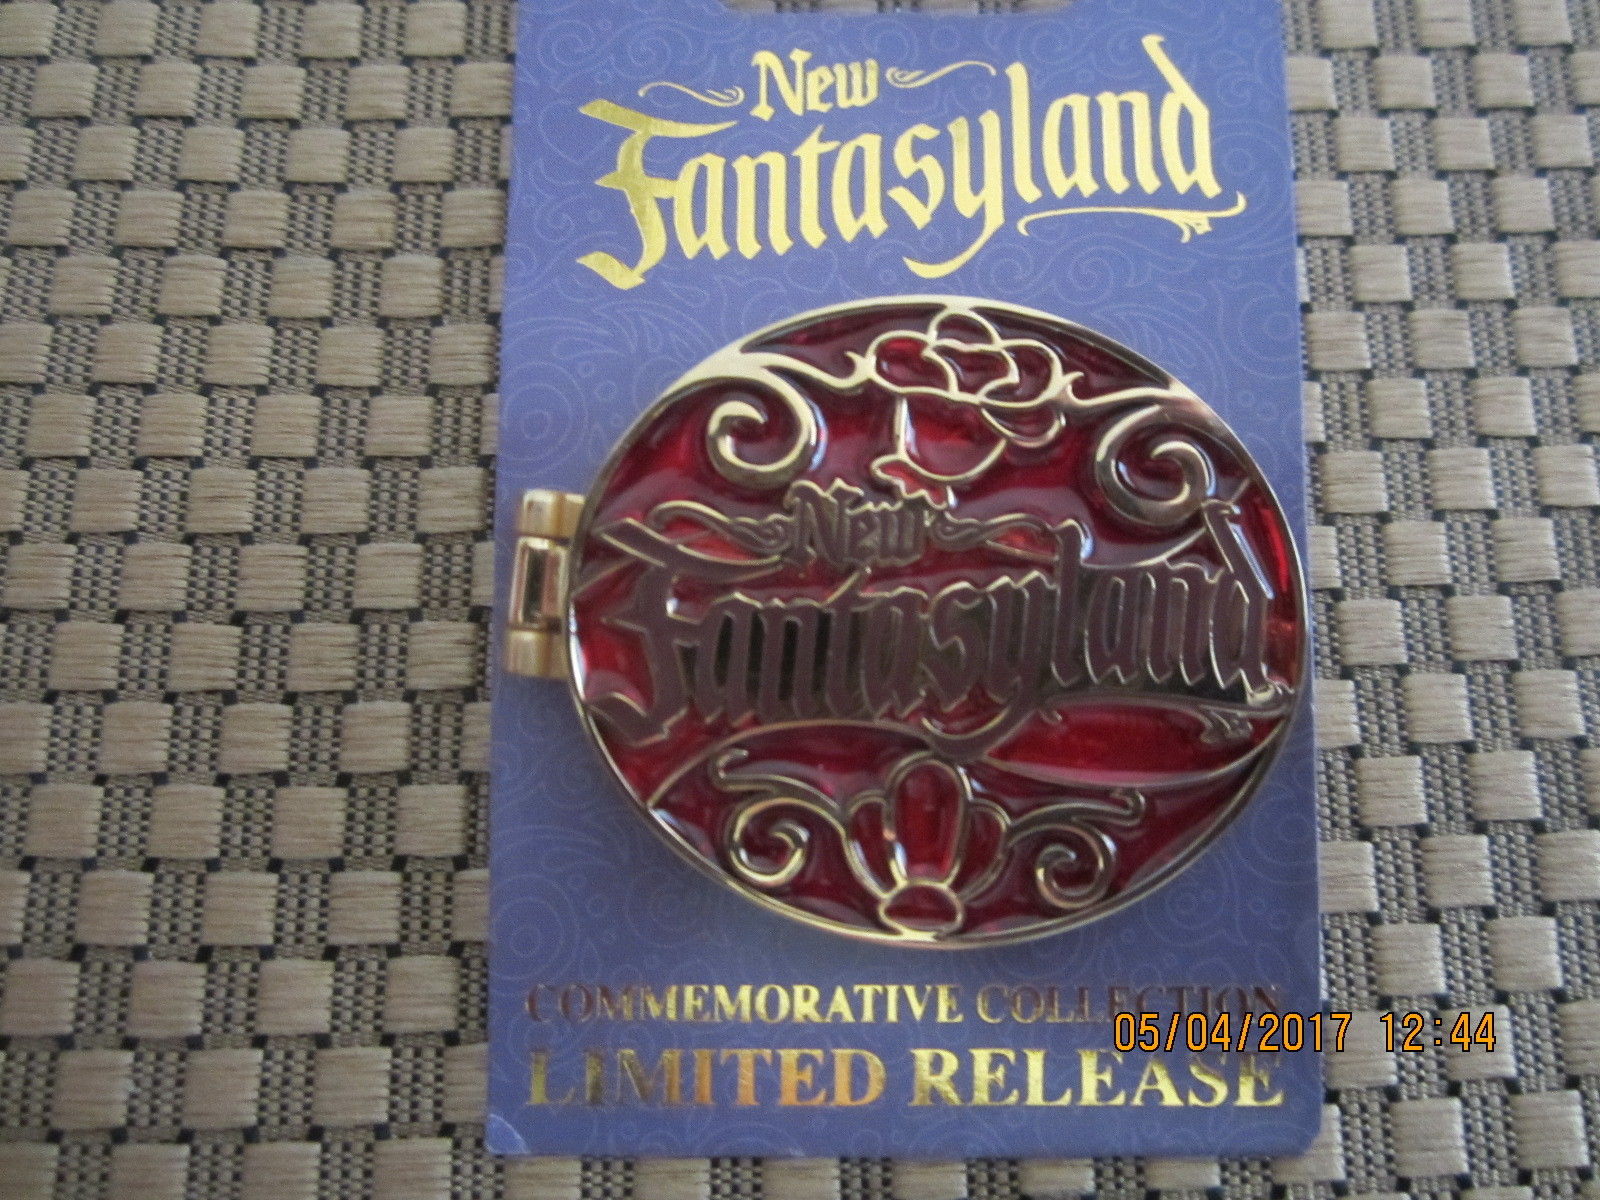 New
Fantasyland
New
Fantasyland
COMMEMORATIVE COLLECTION
LIMITED RELEASE
05/04/2017 12:44